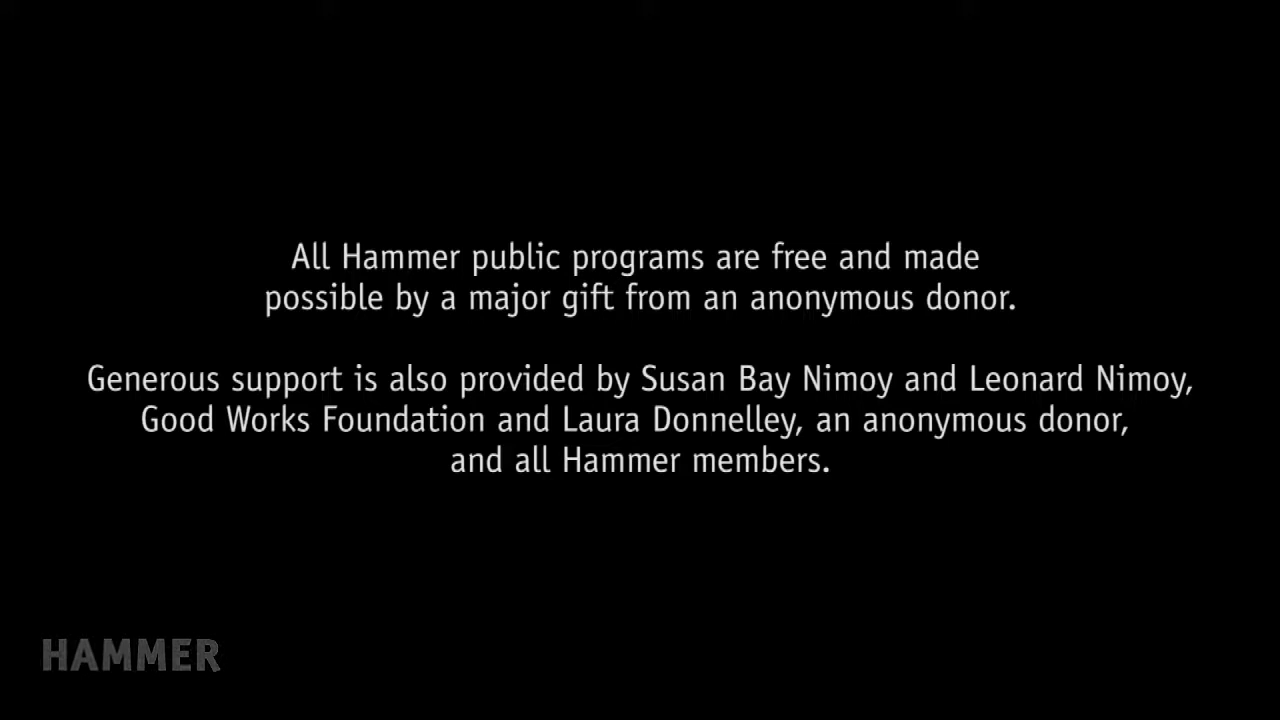 All Hammer public programs are free and made
possible by a major gift from an anonymous donor.
Generous support is also provided by Susan Bay Nimoy and Leonard Nimoy,
Good Works Foundation and Laura Donnelley, an anonymous donor,
and all Hammer members.
HAMMER